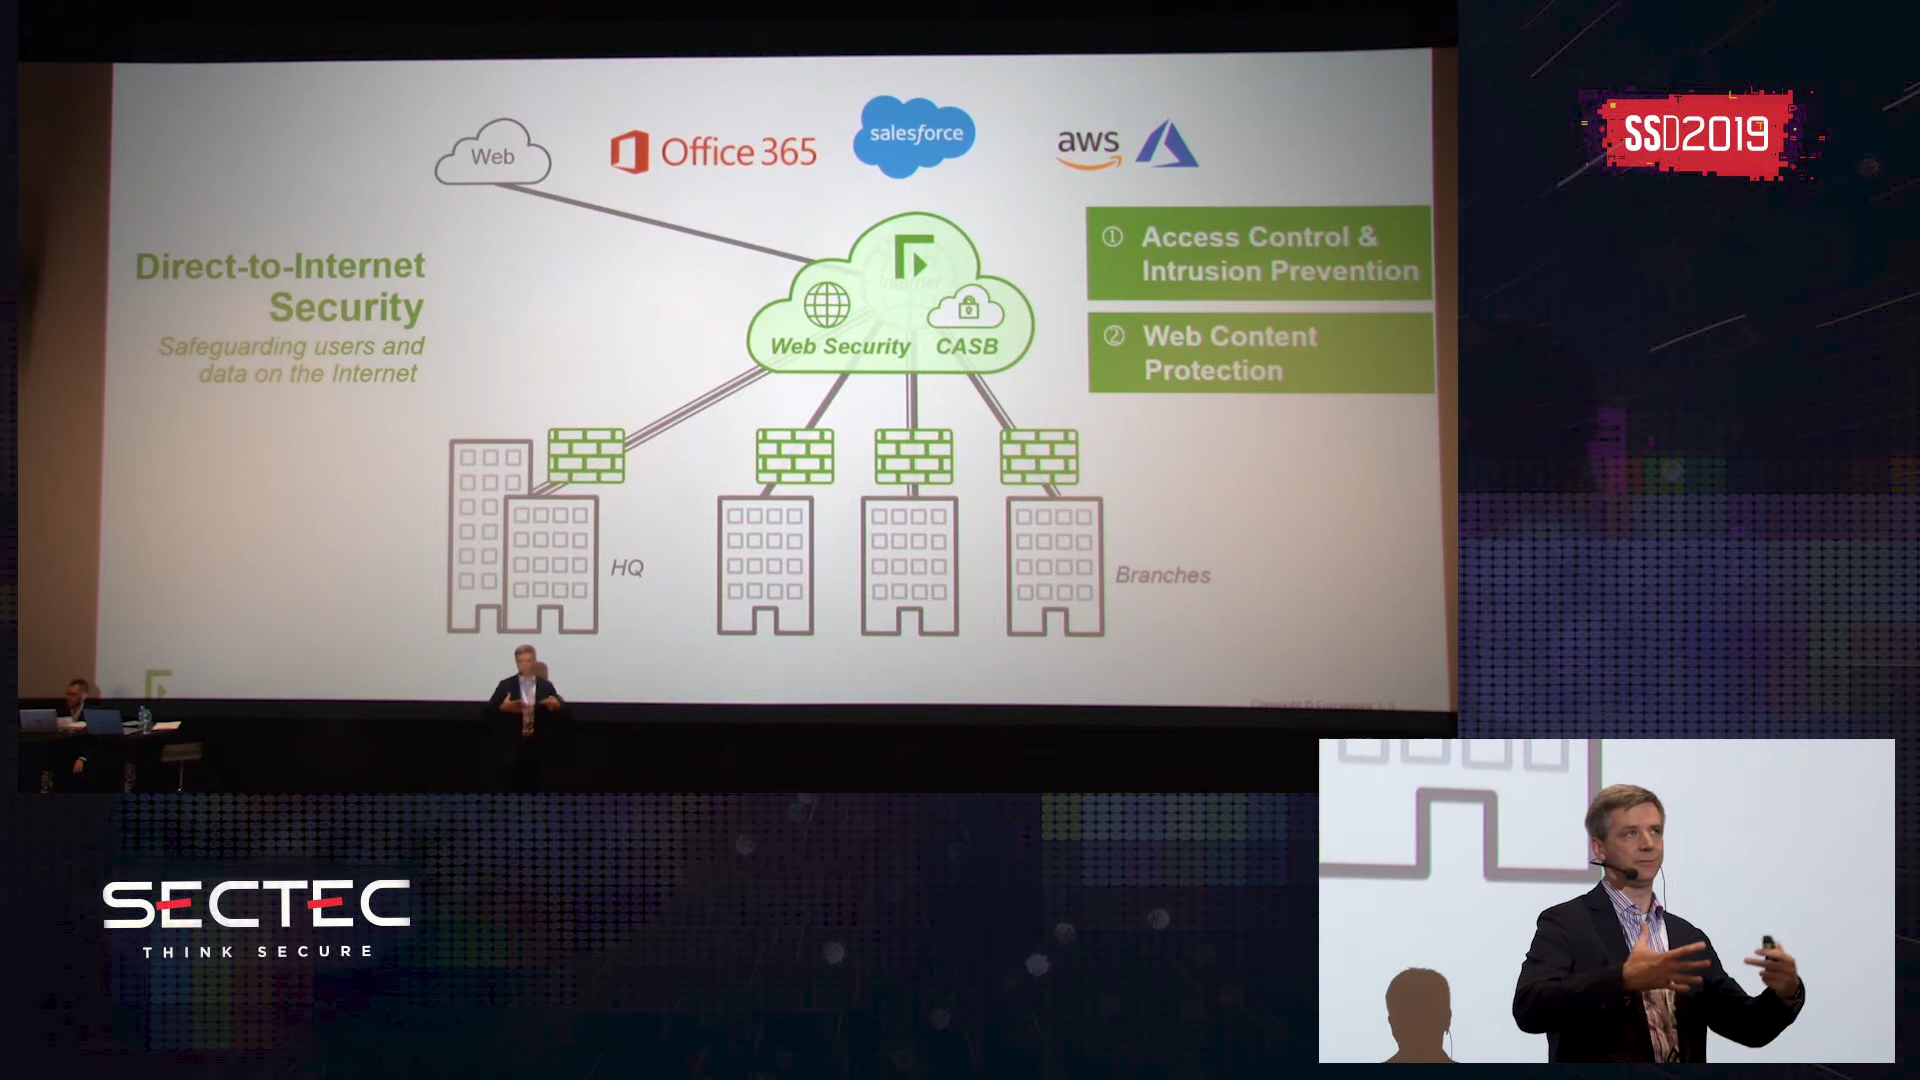 SSD2019
Web
Office 365
salesforce
aws
Direct-to-Internet
Security
Safeguarding users and
data on the Internet
Internet
Web Security
CASB
① Access Control &
Intrusion Prevention
② Web Content
Protection
HQ
Branches
SECTEC
THINK SECURE